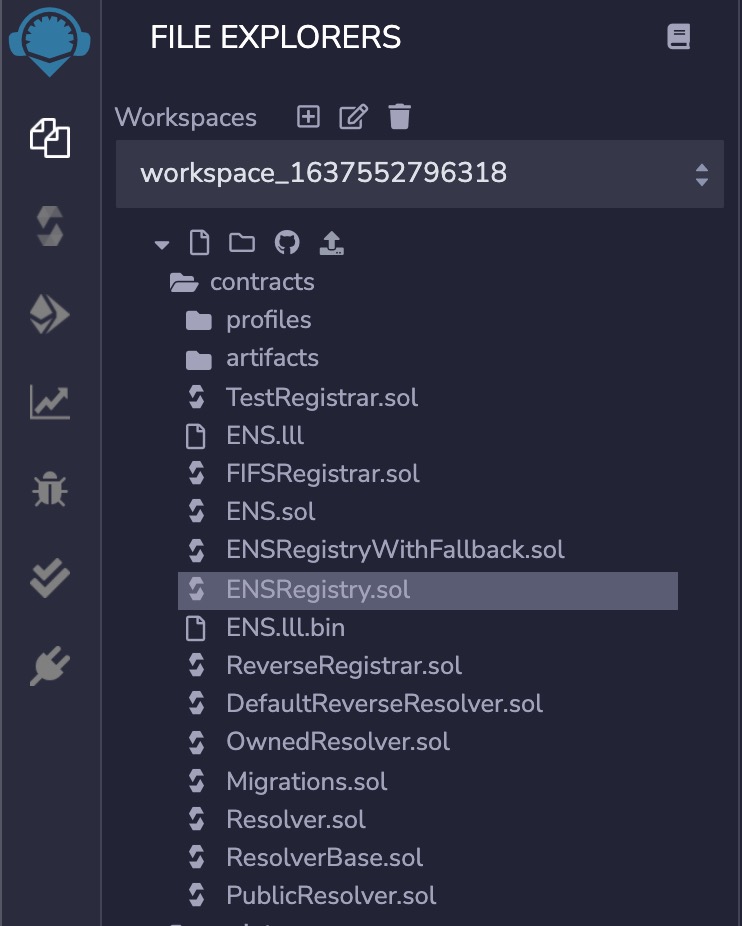 FILE EXPLORERS
Workspaces
workspace_1637552796318
contracts
profiles
artifacts
TestRegistrar.sol
ENS.lll
FIFSRegistrar.sol
ENS.sol
ENSRegistryWithFallback.sol
ENSRegistry.sol
ENS.lll.bin
ReverseRegistrar.sol
DefaultReverseResolver.sol
OwnedResolver.sol
Migrations.sol
Resolver.sol
ResolverBase.sol
PublicResolver.sol